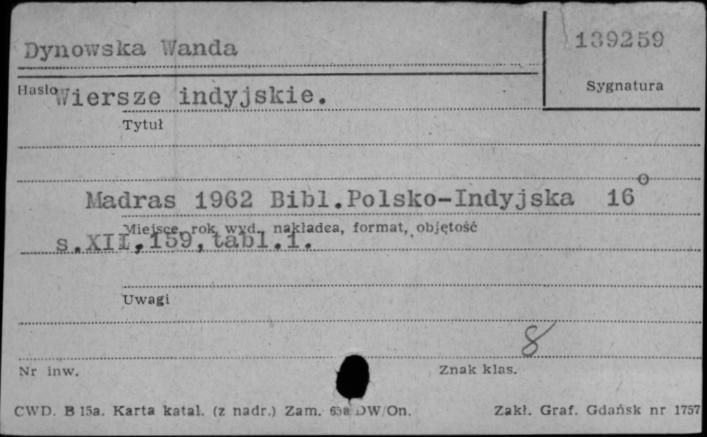 Dynowska Wanda
139259
Hasło
Sygnatura
Wiersze indyjskie.
Tytuł
Madras 1962 Bibl.Polsko-Indyjska 16°
Miejsce, rok wyd., nakładca, format, objętość
s.XII,159,tabl.1.
Uwagi
8
Nr inw.
Znak klas.
CWD. B 15a. Karta katal. (z nadr.) Zam. DW/On.
Zakł. Graf. Gdańsk nr 1757